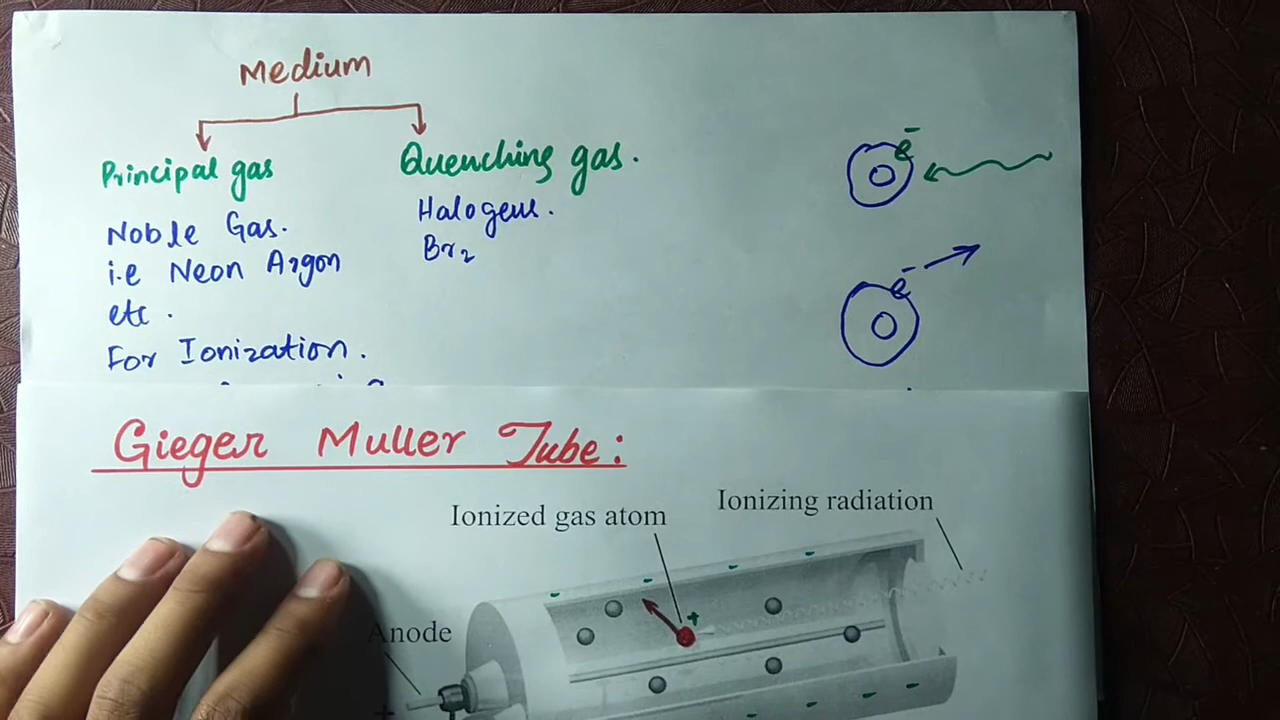 Medium
Principal gas
Quenching gas.
Noble Gas.
i.e Neon Argon
etc.
For Ionization.
Halogens.
Br₂
e⁻
e⁻
Gieger Muller Tube:
Ionized gas atom
Ionizing radiation
+
Anode
+